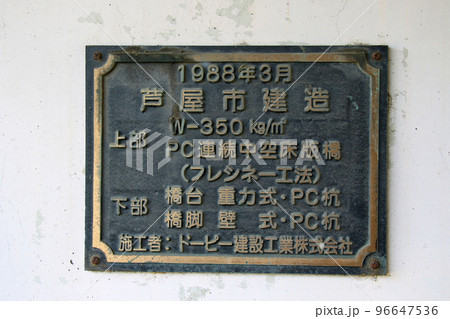 1988年3月
芦屋市建造
W-350 kg/㎡
上部 PC連続中空床版橋
(フレシネー工法)
下部 橋台 重力式・PC杭
橋脚 壁 式・PC杭
施工者:ドーピー建設工業株式会社
pixta.jp - 96647536